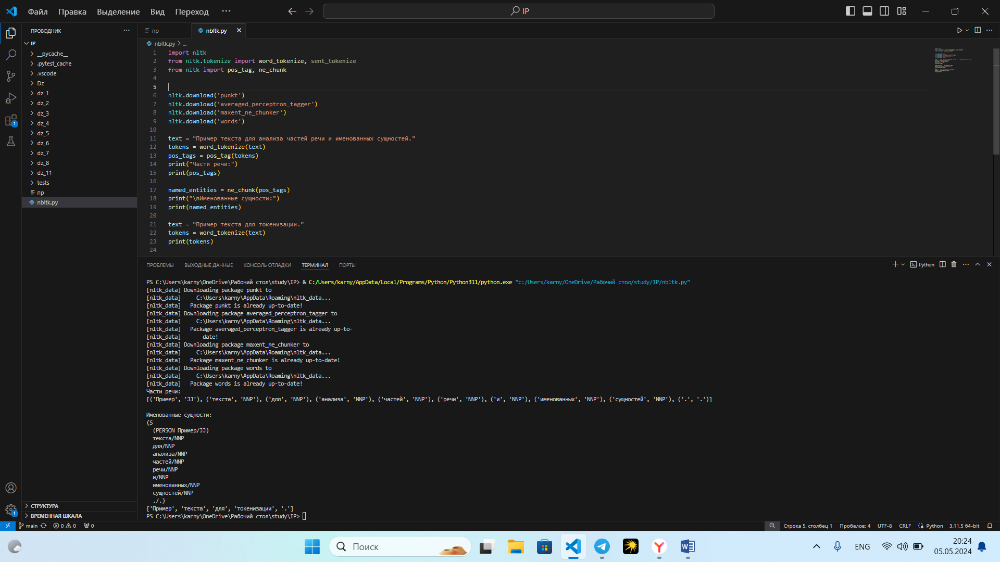 Файл Правка Выделение Вид Переход ··· IP
ПРОВОДНИК ···
IP
__pycache__
.pytest_cache
.vscode
Dz
dz_1
dz_2
dz_3
dz_4
dz_5
dz_6
dz_7
dz_8
dz_11
tests
np
nbltk.py
СТРУКТУРА
ВРЕМЕННАЯ ШКАЛА
1
1
np nbltk.py
nbltk.py > ...
1 import nltk
2 from nltk.tokenize import word_tokenize, sent_tokenize
3 from nltk import pos_tag, ne_chunk
4
5
6 nltk.download('punkt')
7 nltk.download('averaged_perceptron_tagger')
8 nltk.download('maxent_ne_chunker')
9 nltk.download('words')
10
11 text = "Пример текста для анализа частей речи и именованных сущностей."
12 tokens = word_tokenize(text)
13 pos_tags = pos_tag(tokens)
14 print("Части речи:")
15 print(pos_tags)
16
17 named_entities = ne_chunk(pos_tags)
18 print("\nИменованные сущности:")
19 print(named_entities)
20
21 text = "Пример текста для токенизации."
22 tokens = word_tokenize(text)
23 print(tokens)
24
ПРОБЛЕМЫ ВЫХОДНЫЕ ДАННЫЕ КОНСОЛЬ ОТЛАДКИ ТЕРМИНАЛ ПОРТЫ Python
PS C:\Users\karny\OneDrive\Рабочий стол\study\IP> & C:/Users/karny/AppData/Local/Programs/Python/Python311/python.exe "c:/Users/karny/OneDrive/Рабочий стол/study/IP/nbltk.py"
[nltk_data] Downloading package punkt to
[nltk_data]     C:\Users\karny\AppData\Roaming\nltk_data...
[nltk_data]   Package punkt is already up-to-date!
[nltk_data] Downloading package averaged_perceptron_tagger to
[nltk_data]     C:\Users\karny\AppData\Roaming\nltk_data...
[nltk_data]   Package averaged_perceptron_tagger is already up-to-
[nltk_data]       date!
[nltk_data] Downloading package maxent_ne_chunker to
[nltk_data]     C:\Users\karny\AppData\Roaming\nltk_data...
[nltk_data]   Package maxent_ne_chunker is already up-to-date!
[nltk_data] Downloading package words to
[nltk_data]     C:\Users\karny\AppData\Roaming\nltk_data...
[nltk_data]   Package words is already up-to-date!
Части речи:
[('Пример', 'JJ'), ('текста', 'NNP'), ('для', 'NNP'), ('анализа', 'NNP'), ('частей', 'NNP'), ('речи', 'NNP'), ('и', 'NNP'), ('именованных', 'NNP'), ('сущностей', 'NNP'), ('.', '.')]
Именованные сущности:
(S
  (PERSON Пример/JJ)
  текста/NNP
  для/NNP
  анализа/NNP
  частей/NNP
  речи/NNP
  и/NNP
  именованных/NNP
  сущностей/NNP
  ./.)
['Пример', 'текста', 'для', 'токенизации', '.']
PS C:\Users\karny\OneDrive\Рабочий стол\study\IP>
main 0 0 0 Строка 5, столбец 1 Пробелов: 4 UTF-8 CRLF Python 3.11.5 64-bit
Поиск ENG 20:24
05.05.2024